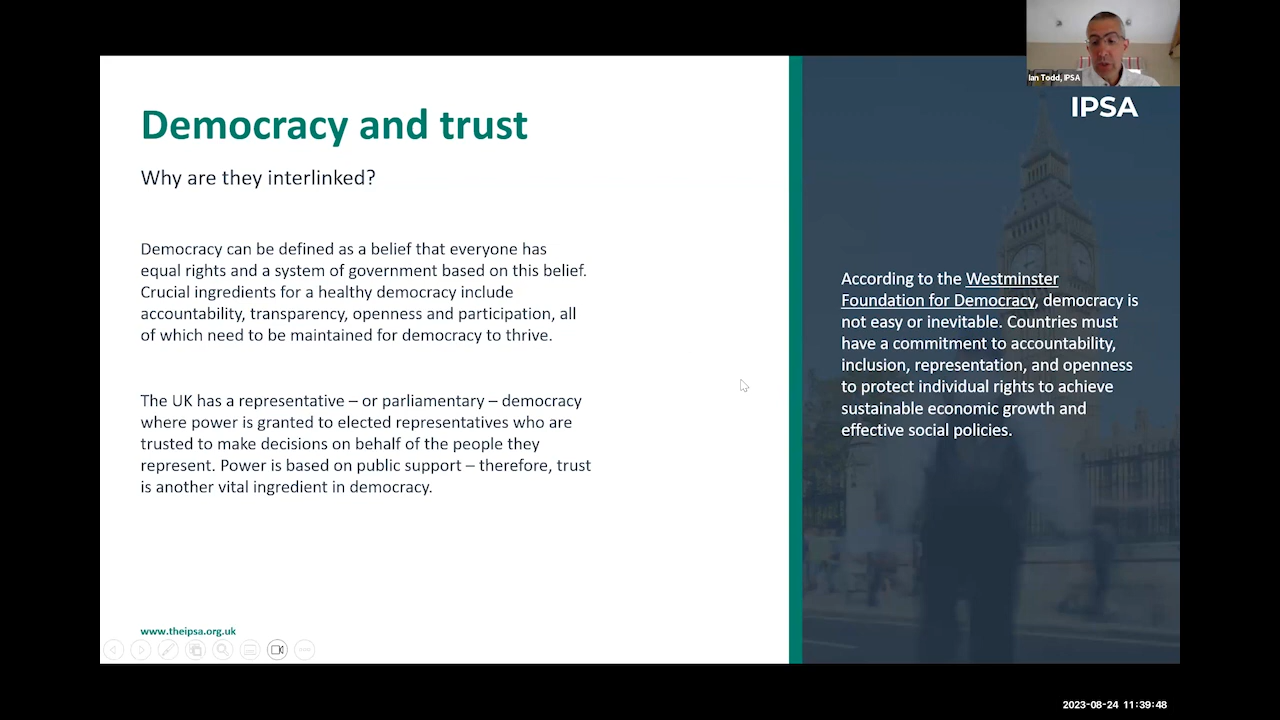 Ian Todd, IPSA
IPSA
Democracy and trust
Why are they interlinked?
Democracy can be defined as a belief that everyone has
equal rights and a system of government based on this belief.
Crucial ingredients for a healthy democracy include
accountability, transparency, openness and participation, all
of which need to be maintained for democracy to thrive.
The UK has a representative – or parliamentary – democracy
where power is granted to elected representatives who are
trusted to make decisions on behalf of the people they
represent. Power is based on public support – therefore, trust
is another vital ingredient in democracy.
According to the Westminster
Foundation for Democracy, democracy is
not easy or inevitable. Countries must
have a commitment to accountability,
inclusion, representation, and openness
to protect individual rights to achieve
sustainable economic growth and
effective social policies.
www.theipsa.org.uk
2023-08-24 11:39:48